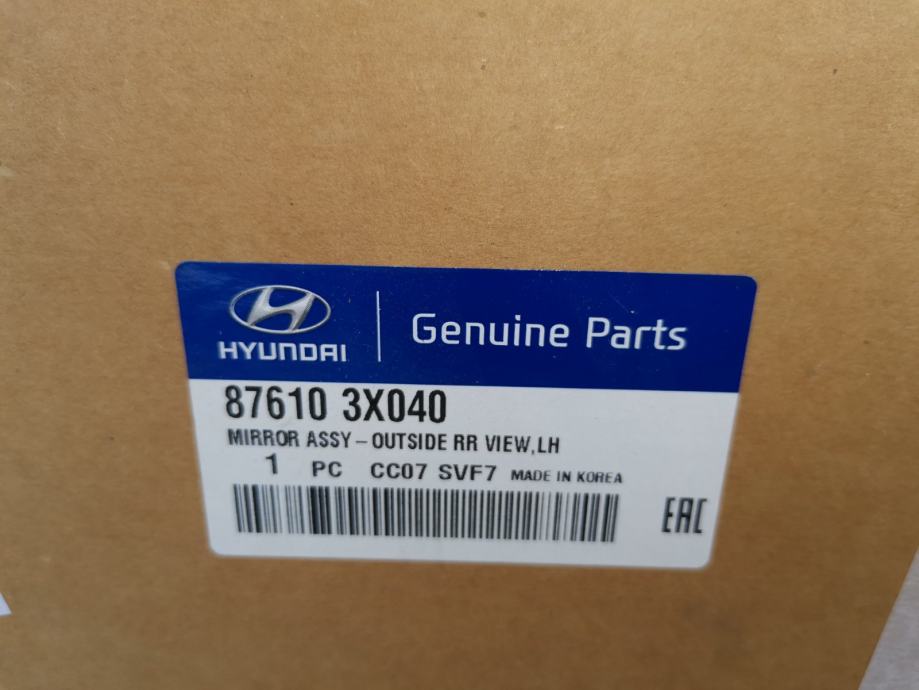 HYUNDAI
Genuine Parts
87610 3X040
MIRROR ASSY-OUTSIDE RR VIEW,LH
1 PC CC07 SVF7 MADE IN KOREA
EAC